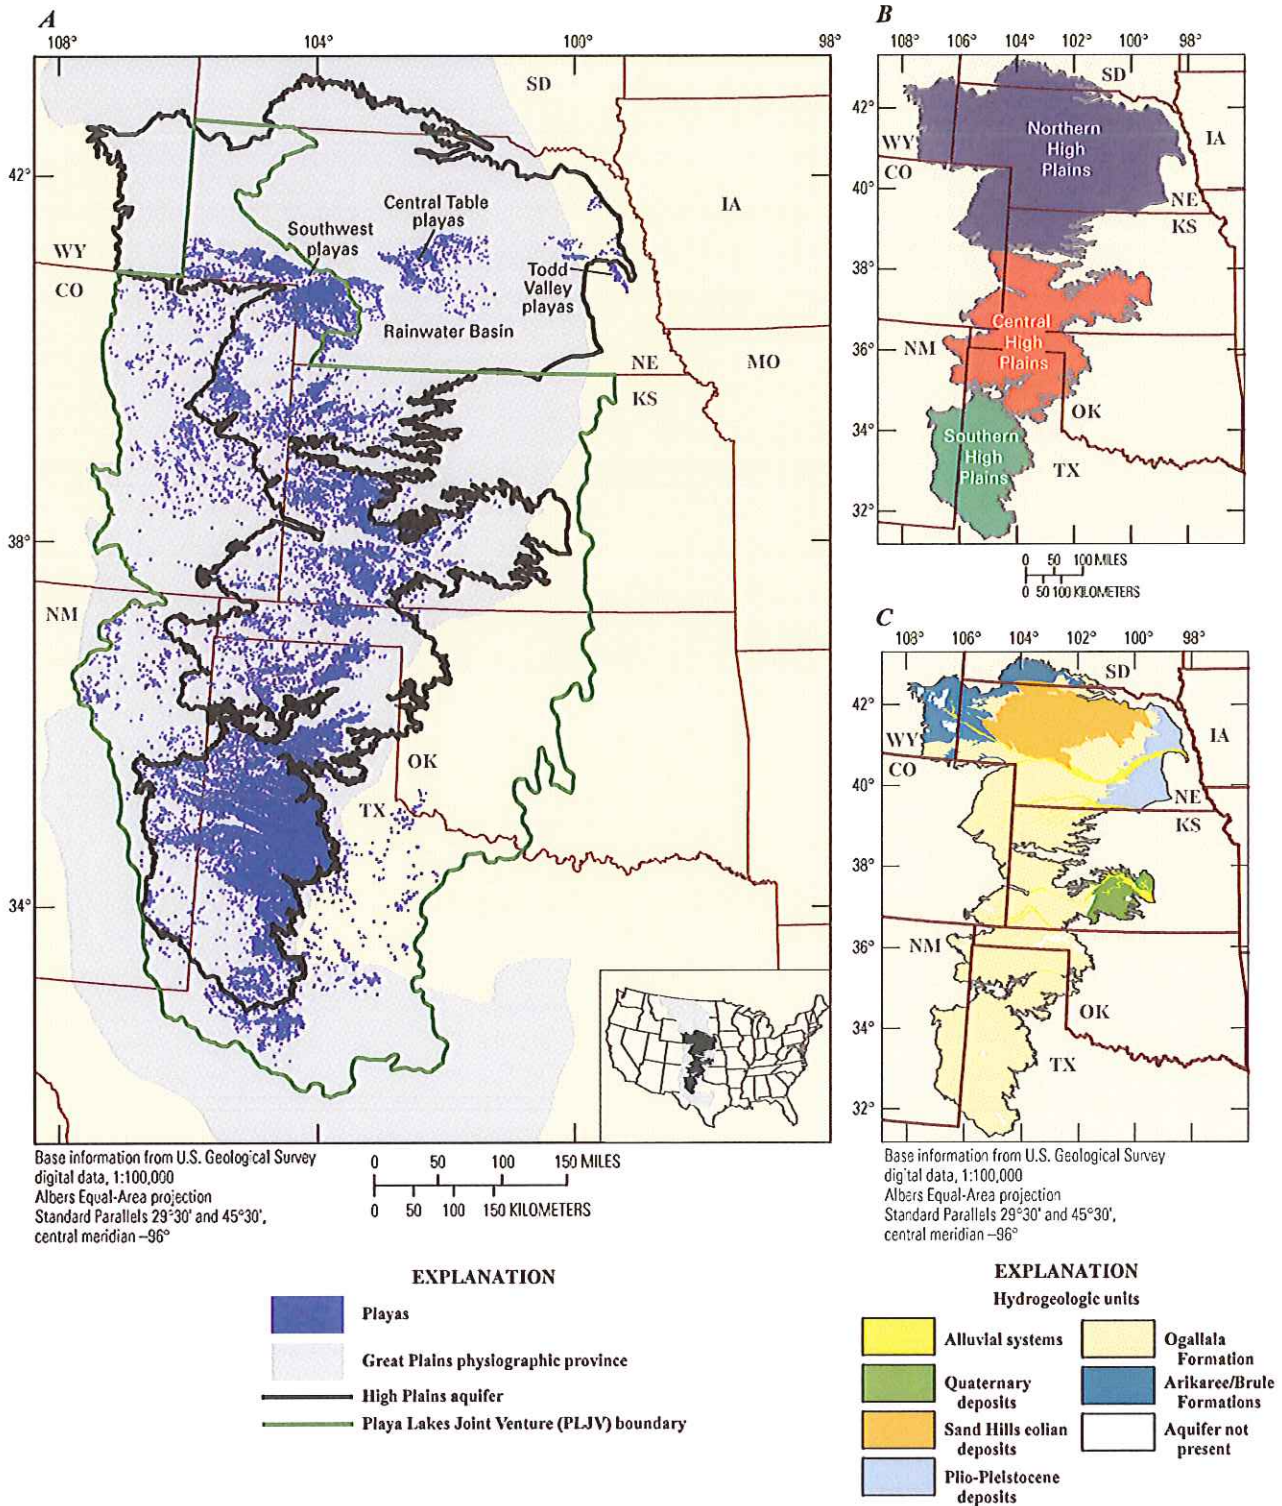 A
108°
104°
100°
98°
SD
42°
Central Table
playas
Southwest
playas
IA
WY
CO
Todd
Valley
playas
Rainwater Basin
NE
KS
MO
38°
NM
OK
TX
34°
Base information from U.S. Geological Survey
digital data, 1:100,000
Albers Equal-Area projection
Standard Parallels 29°30' and 45°30',
central meridian –96°
0 50 100 150 MILES
0 50 100 150 KILOMETERS
EXPLANATION
Playas
Great Plains physiographic province
High Plains aquifer
Playa Lakes Joint Venture (PLJV) boundary
B
108° 106° 104° 102° 100° 98°
SD
42°
Northern
High
Plains
IA
WY
CO
40°
NE
KS
38°
Central
High
Plains
NM
36°
OK
34°
Southern
High
Plains
TX
32°
0 50 100 MILES
0 50 100 KILOMETERS
C
108° 106° 104° 102° 100° 98°
SD
42°
WY
IA
CO
40°
NE
KS
38°
NM
36°
OK
34°
TX
32°
Base information from U.S. Geological Survey
digital data, 1:100,000
Albers Equal-Area projection
Standard Parallels 29°30' and 45°30',
central meridian –96°
EXPLANATION
Hydrogeologic units
Alluvial systems
Quaternary
deposits
Sand Hills eolian
deposits
Plio-Pleistocene
deposits
Ogallala
Formation
Arikaree/Brule
Formations
Aquifer not
present